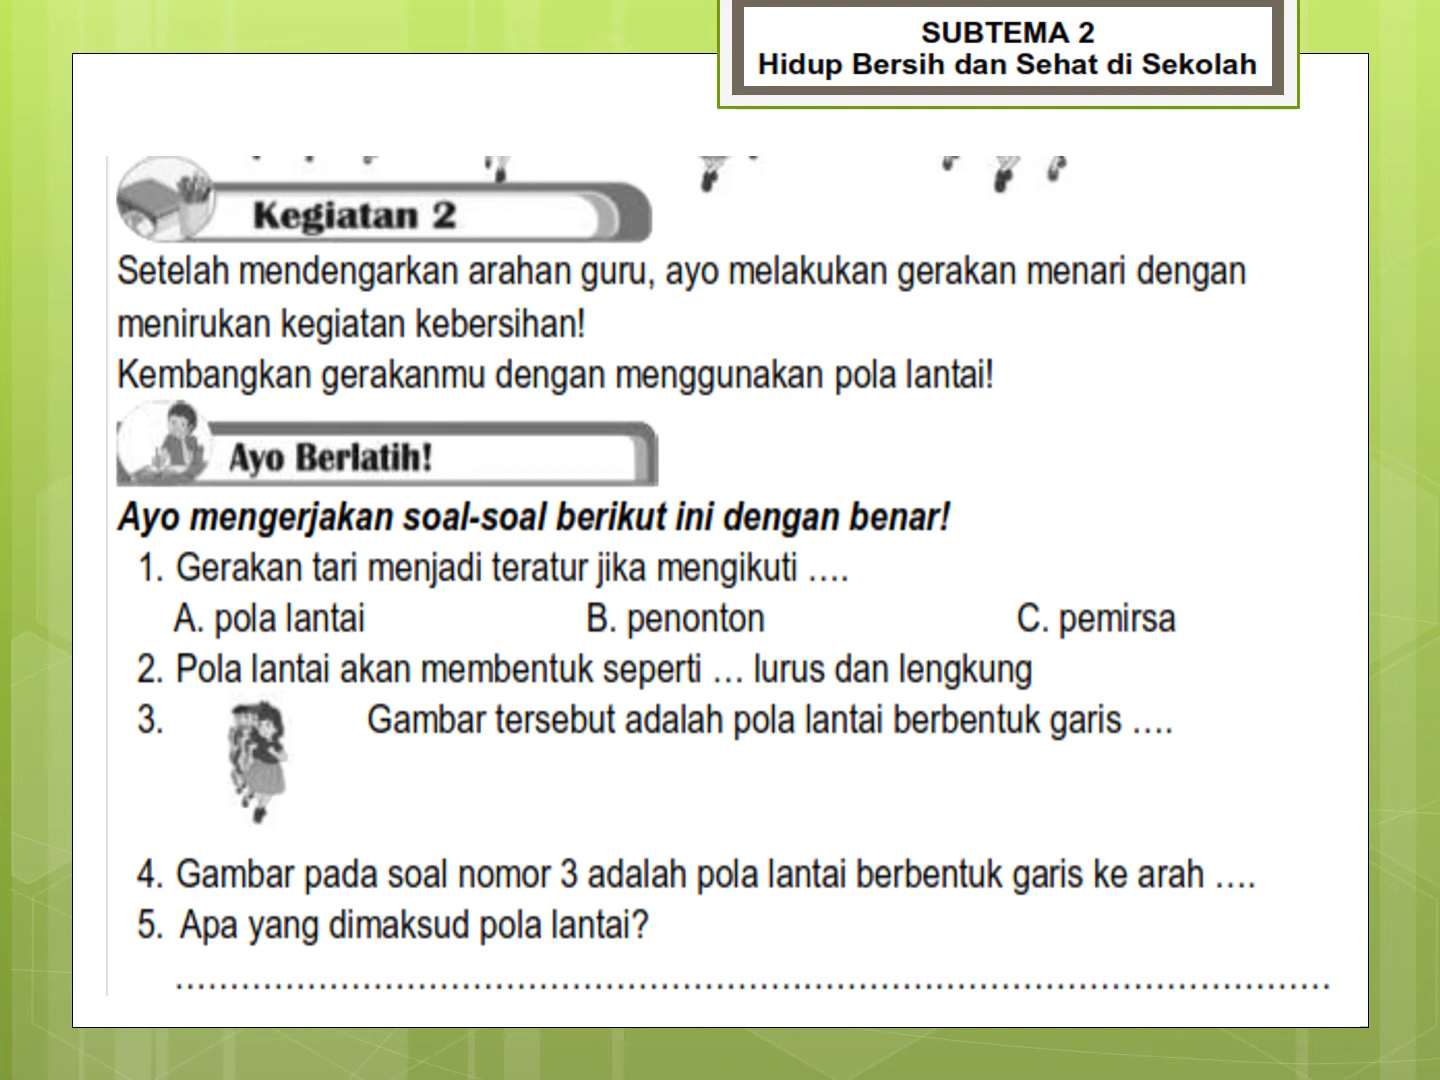 SUBTEMA 2
Hidup Bersih dan Sehat di Sekolah
Kegiatan 2
Setelah mendengarkan arahan guru, ayo melakukan gerakan menari dengan
menirukan kegiatan kebersihan!
Kembangkan gerakanmu dengan menggunakan pola lantai!
Ayo Berlatih!
Ayo mengerjakan soal-soal berikut ini dengan benar!
1. Gerakan tari menjadi teratur jika mengikuti ….
A. pola lantai B. penonton C. pemirsa
2. Pola lantai akan membentuk seperti … lurus dan lengkung
3. Gambar tersebut adalah pola lantai berbentuk garis ….
4. Gambar pada soal nomor 3 adalah pola lantai berbentuk garis ke arah ….
5. Apa yang dimaksud pola lantai?
..........................................................................................................